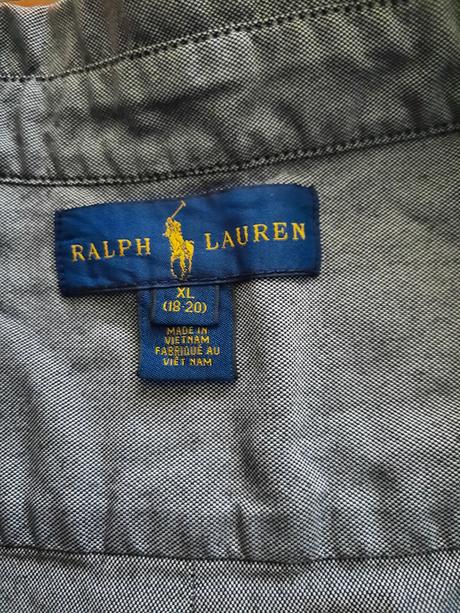 RALPH LAUREN
XL
(18-20)
MADE IN
VIETNAM
FABRIQUÉ AU
VIÊT NAM